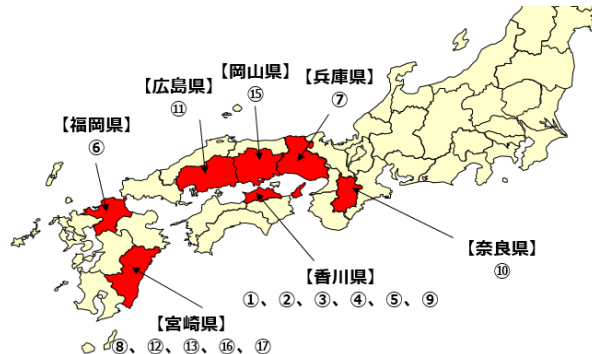 【岡山県】
⑮
【兵庫県】
⑦
【広島県】
⑪
【福岡県】
⑥
【奈良県】
⑩
【香川県】
①、②、③、④、⑤、⑨
【宮崎県】
⑧、⑫、⑬、⑯、⑰